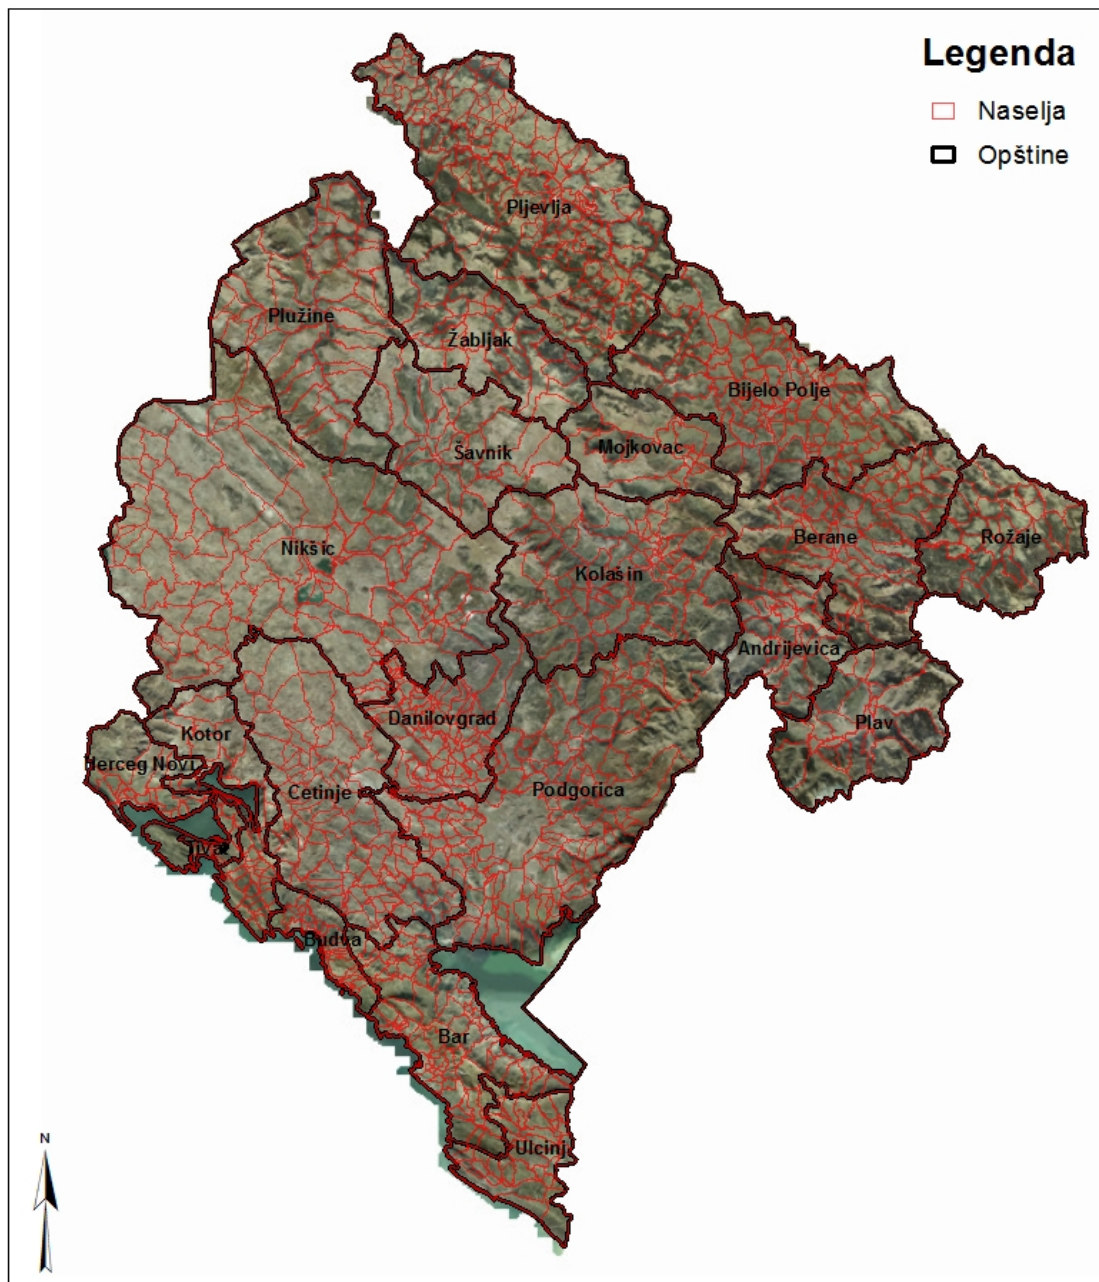 Legenda
Naselja
Opštine
Pljevlja
Plužine
Žabljak
Bijelo Polje
Šavnik
Mojkovac
Nikšic
Berane
Rožaje
Kolašin
Andrijevica
Danilovgrad
Plav
Kotor
Herceg Novi
Cetinje
Podgorica
Tivat
Budva
Bar
Ulcinj
N